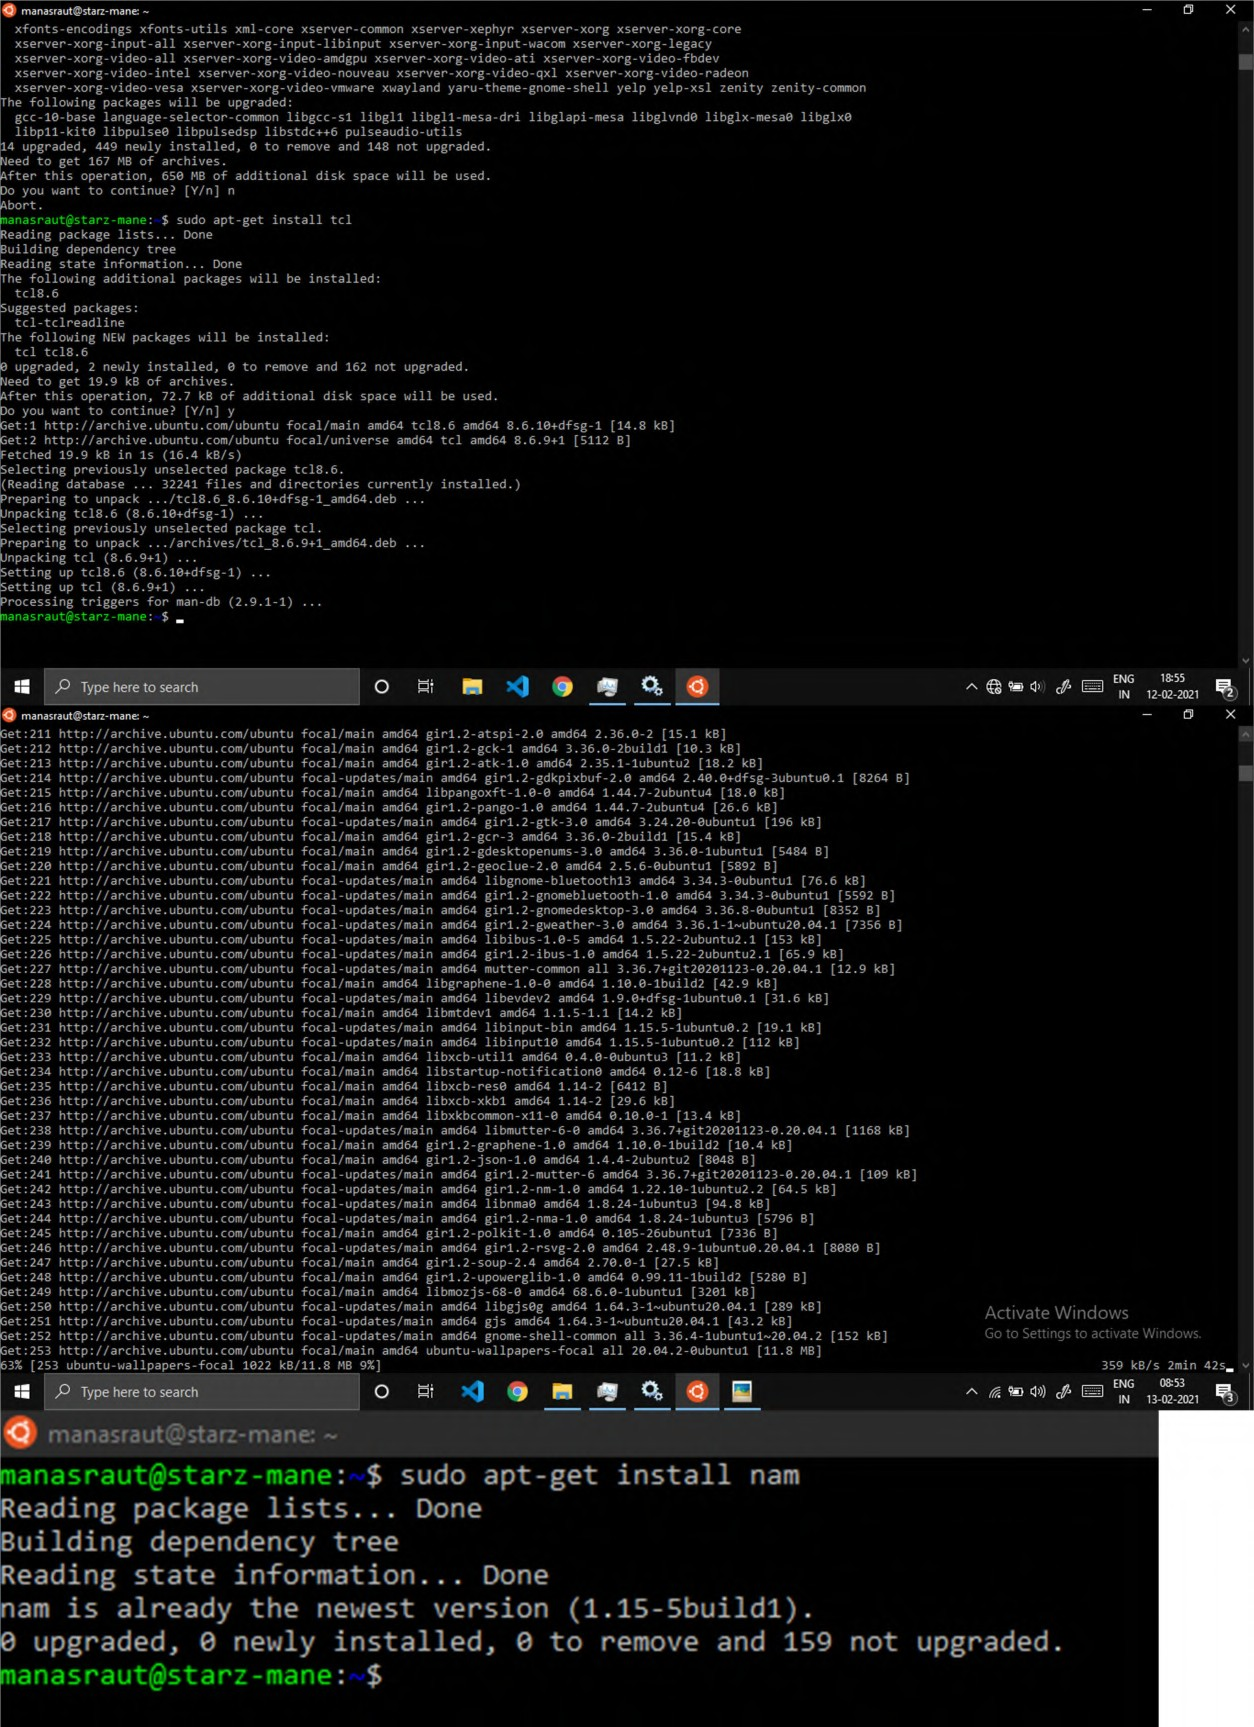 manasraut@starz-mane: ~
xfonts-encodings xfonts-utils xml-core xserver-common xserver-xephyr xserver-xorg xserver-xorg-core
xserver-xorg-input-all xserver-xorg-input-libinput xserver-xorg-input-wacom xserver-xorg-legacy
xserver-xorg-video-all xserver-xorg-video-amdgpu xserver-xorg-video-ati xserver-xorg-video-fbdev
xserver-xorg-video-intel xserver-xorg-video-nouveau xserver-xorg-video-qxl xserver-xorg-video-radeon
xserver-xorg-video-vesa xserver-xorg-video-vmware xwayland yaru-theme-gnome-shell yelp yelp-xsl zenity zenity-common
The following packages will be upgraded:
gcc-10-base language-selector-common libgcc-s1 libgl1 libgl1-mesa-dri libglapi-mesa libglvnd0 libglx-mesa0 libglx0
libp11-kit0 libpulse0 libpulsedsp libstdc++6 pulseaudio-utils
14 upgraded, 449 newly installed, 0 to remove and 148 not upgraded.
Need to get 167 MB of archives.
After this operation, 650 MB of additional disk space will be used.
Do you want to continue? [Y/n] n
Abort.
manasraut@starz-mane:~$ sudo apt-get install tcl
Reading package lists... Done
Building dependency tree
Reading state information... Done
The following additional packages will be installed:
tcl8.6
Suggested packages:
tcl-tclreadline
The following NEW packages will be installed:
tcl tcl8.6
0 upgraded, 2 newly installed, 0 to remove and 162 not upgraded.
Need to get 19.9 kB of archives.
After this operation, 72.7 kB of additional disk space will be used.
Do you want to continue? [Y/n] y
Get:1 http://archive.ubuntu.com/ubuntu focal/main amd64 tcl8.6 amd64 8.6.10+dfsg-1 [14.8 kB]
Get:2 http://archive.ubuntu.com/ubuntu focal/universe amd64 tcl amd64 8.6.9+1 [5112 B]
Fetched 19.9 kB in 1s (16.4 kB/s)
Selecting previously unselected package tcl8.6.
(Reading database ... 32241 files and directories currently installed.)
Preparing to unpack .../tcl8.6_8.6.10+dfsg-1_amd64.deb ...
Unpacking tcl8.6 (8.6.10+dfsg-1) ...
Selecting previously unselected package tcl.
Preparing to unpack .../archives/tcl_8.6.9+1_amd64.deb ...
Unpacking tcl (8.6.9+1) ...
Setting up tcl8.6 (8.6.10+dfsg-1) ...
Setting up tcl (8.6.9+1) ...
Processing triggers for man-db (2.9.1-1) ...
manasraut@starz-mane:~$
Type here to search
ENG
IN
18:55
12-02-2021
2
manasraut@starz-mane: ~
Get:211 http://archive.ubuntu.com/ubuntu focal/main amd64 gir1.2-atspi-2.0 amd64 2.36.0-2 [15.1 kB]
Get:212 http://archive.ubuntu.com/ubuntu focal/main amd64 gir1.2-gck-1 amd64 3.36.0-2build1 [10.3 kB]
Get:213 http://archive.ubuntu.com/ubuntu focal/main amd64 gir1.2-atk-1.0 amd64 2.35.1-1ubuntu2 [18.2 kB]
Get:214 http://archive.ubuntu.com/ubuntu focal-updates/main amd64 gir1.2-gdkpixbuf-2.0 amd64 2.40.0+dfsg-3ubuntu0.1 [8264 B]
Get:215 http://archive.ubuntu.com/ubuntu focal/main amd64 libpangoxft-1.0-0 amd64 1.44.7-2ubuntu4 [18.0 kB]
Get:216 http://archive.ubuntu.com/ubuntu focal/main amd64 gir1.2-pango-1.0 amd64 1.44.7-2ubuntu4 [26.6 kB]
Get:217 http://archive.ubuntu.com/ubuntu focal-updates/main amd64 gir1.2-gtk-3.0 amd64 3.24.20-0ubuntu1 [196 kB]
Get:218 http://archive.ubuntu.com/ubuntu focal/main amd64 gir1.2-gcr-3 amd64 3.36.0-2build1 [15.4 kB]
Get:219 http://archive.ubuntu.com/ubuntu focal/main amd64 gir1.2-gdesktopenums-3.0 amd64 3.36.0-1ubuntu1 [5484 B]
Get:220 http://archive.ubuntu.com/ubuntu focal/main amd64 gir1.2-geoclue-2.0 amd64 2.5.6-0ubuntu1 [5892 B]
Get:221 http://archive.ubuntu.com/ubuntu focal-updates/main amd64 libgnome-bluetooth13 amd64 3.34.3-0ubuntu1 [76.6 kB]
Get:222 http://archive.ubuntu.com/ubuntu focal-updates/main amd64 gir1.2-gnomebluetooth-1.0 amd64 3.34.3-0ubuntu1 [5592 B]
Get:223 http://archive.ubuntu.com/ubuntu focal-updates/main amd64 gir1.2-gnomedesktop-3.0 amd64 3.36.8-0ubuntu1 [8352 B]
Get:224 http://archive.ubuntu.com/ubuntu focal-updates/main amd64 gir1.2-gweather-3.0 amd64 3.36.1-1~ubuntu20.04.1 [7356 B]
Get:225 http://archive.ubuntu.com/ubuntu focal-updates/main amd64 libibus-1.0-5 amd64 1.5.22-2ubuntu2.1 [153 kB]
Get:226 http://archive.ubuntu.com/ubuntu focal-updates/main amd64 gir1.2-ibus-1.0 amd64 1.5.22-2ubuntu2.1 [65.9 kB]
Get:227 http://archive.ubuntu.com/ubuntu focal-updates/main amd64 mutter-common all 3.36.7+git20201123-0.20.04.1 [12.9 kB]
Get:228 http://archive.ubuntu.com/ubuntu focal/main amd64 libgraphene-1.0-0 amd64 1.10.0-1build2 [42.9 kB]
Get:229 http://archive.ubuntu.com/ubuntu focal-updates/main amd64 libevdev2 amd64 1.9.0+dfsg-1ubuntu0.1 [31.6 kB]
Get:230 http://archive.ubuntu.com/ubuntu focal/main amd64 libmtdev1 amd64 1.1.5-1.1 [14.2 kB]
Get:231 http://archive.ubuntu.com/ubuntu focal-updates/main amd64 libinput-bin amd64 1.15.5-1ubuntu0.2 [19.1 kB]
Get:232 http://archive.ubuntu.com/ubuntu focal-updates/main amd64 libinput10 amd64 1.15.5-1ubuntu0.2 [112 kB]
Get:233 http://archive.ubuntu.com/ubuntu focal/main amd64 libxcb-util1 amd64 0.4.0-0ubuntu3 [11.2 kB]
Get:234 http://archive.ubuntu.com/ubuntu focal/main amd64 libstartup-notification0 amd64 0.12-6 [18.8 kB]
Get:235 http://archive.ubuntu.com/ubuntu focal/main amd64 libxcb-res0 amd64 1.14-2 [6412 B]
Get:236 http://archive.ubuntu.com/ubuntu focal/main amd64 libxcb-xkb1 amd64 1.14-2 [29.6 kB]
Get:237 http://archive.ubuntu.com/ubuntu focal/main amd64 libxkbcommon-x11-0 amd64 0.10.0-1 [13.4 kB]
Get:238 http://archive.ubuntu.com/ubuntu focal-updates/main amd64 libmutter-6-0 amd64 3.36.7+git20201123-0.20.04.1 [1168 kB]
Get:239 http://archive.ubuntu.com/ubuntu focal/main amd64 gir1.2-graphene-1.0 amd64 1.10.0-1build2 [10.4 kB]
Get:240 http://archive.ubuntu.com/ubuntu focal/main amd64 gir1.2-json-1.0 amd64 1.4.4-2ubuntu2 [8048 B]
Get:241 http://archive.ubuntu.com/ubuntu focal-updates/main amd64 gir1.2-mutter-6 amd64 3.36.7+git20201123-0.20.04.1 [109 kB]
Get:242 http://archive.ubuntu.com/ubuntu focal-updates/main amd64 gir1.2-nm-1.0 amd64 1.22.10-1ubuntu2.2 [64.5 kB]
Get:243 http://archive.ubuntu.com/ubuntu focal-updates/main amd64 libnma0 amd64 1.8.24-1ubuntu3 [94.8 kB]
Get:244 http://archive.ubuntu.com/ubuntu focal-updates/main amd64 gir1.2-nma-1.0 amd64 1.8.24-1ubuntu3 [5796 B]
Get:245 http://archive.ubuntu.com/ubuntu focal/main amd64 gir1.2-polkit-1.0 amd64 0.105-26ubuntu1 [7336 B]
Get:246 http://archive.ubuntu.com/ubuntu focal-updates/main amd64 gir1.2-rsvg-2.0 amd64 2.48.9-1ubuntu0.20.04.1 [8080 B]
Get:247 http://archive.ubuntu.com/ubuntu focal/main amd64 gir1.2-soup-2.4 amd64 2.70.0-1 [27.5 kB]
Get:248 http://archive.ubuntu.com/ubuntu focal/main amd64 gir1.2-upowerglib-1.0 amd64 0.99.11-1build2 [5280 B]
Get:249 http://archive.ubuntu.com/ubuntu focal/main amd64 libmozjs-68-0 amd64 68.6.0-1ubuntu1 [3201 kB]
Get:250 http://archive.ubuntu.com/ubuntu focal-updates/main amd64 libgjs0g amd64 1.64.3-1~ubuntu20.04.1 [289 kB]
Get:251 http://archive.ubuntu.com/ubuntu focal-updates/main amd64 gjs amd64 1.64.3-1~ubuntu20.04.1 [43.2 kB]
Get:252 http://archive.ubuntu.com/ubuntu focal-updates/main amd64 gnome-shell-common all 3.36.4-1ubuntu1~20.04.2 [152 kB]
Get:253 http://archive.ubuntu.com/ubuntu focal-updates/main amd64 ubuntu-wallpapers-focal all 20.04.2-0ubuntu1 [11.8 MB]
63% [253 ubuntu-wallpapers-focal 1022 kB/11.8 MB 9%]
359 kB/s 2min 42s
Activate Windows
Go to Settings to activate Windows.
Type here to search
ENG
IN
08:53
13-02-2021
3
manasraut@starz-mane: ~
manasraut@starz-mane:~$ sudo apt-get install nam
Reading package lists... Done
Building dependency tree
Reading state information... Done
nam is already the newest version (1.15-5build1).
0 upgraded, 0 newly installed, 0 to remove and 159 not upgraded.
manasraut@starz-mane:~$